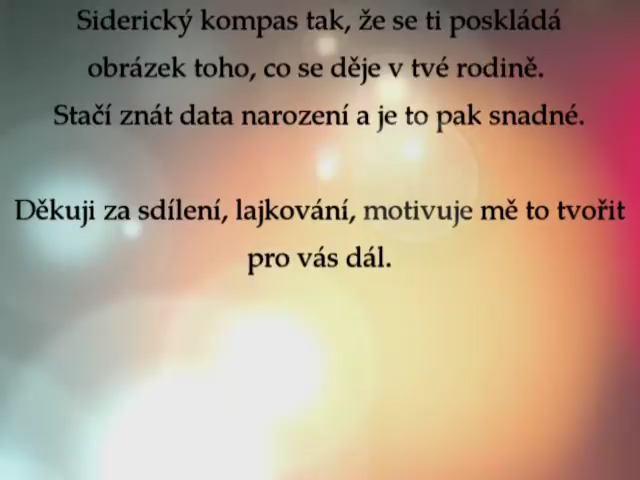 Siderický kompas tak, že se ti poskládá
obrázek toho, co se děje v tvé rodině.
Stačí znát data narození a je to pak snadné.
Děkuji za sdílení, lajkování, motivuje mě to tvořit
pro vás dál.